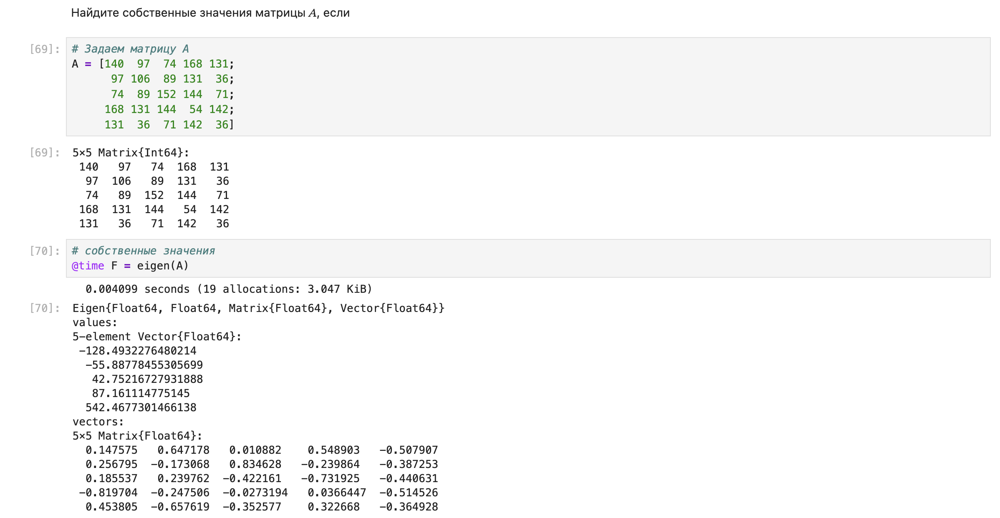 Найдите собственные значения матрицы A, если
[69]: # Задаем матрицу A
A = [140  97  74 168 131;
      97 106  89 131  36;
      74  89 152 144  71;
     168 131 144  54 142;
     131  36  71 142  36]
[69]: 5×5 Matrix{Int64}:
 140   97   74  168  131
  97  106   89  131   36
  74   89  152  144   71
 168  131  144   54  142
 131   36   71  142   36
[70]: # собственные значения
@time F = eigen(A)
  0.004099 seconds (19 allocations: 3.047 KiB)
[70]: Eigen{Float64, Float64, Matrix{Float64}, Vector{Float64}}
values:
5-element Vector{Float64}:
 -128.4932276480214
  -55.88778455305699
   42.75216727931888
   87.161114775145
  542.4677301466138
vectors:
5×5 Matrix{Float64}:
  0.147575   0.647178   0.010882    0.548903   -0.507907
  0.256795  -0.173068   0.834628   -0.239864   -0.387253
  0.185537   0.239762  -0.422161   -0.731925   -0.440631
 -0.819704  -0.247506  -0.0273194   0.0366447  -0.514526
  0.453805  -0.657619  -0.352577    0.322668   -0.364928